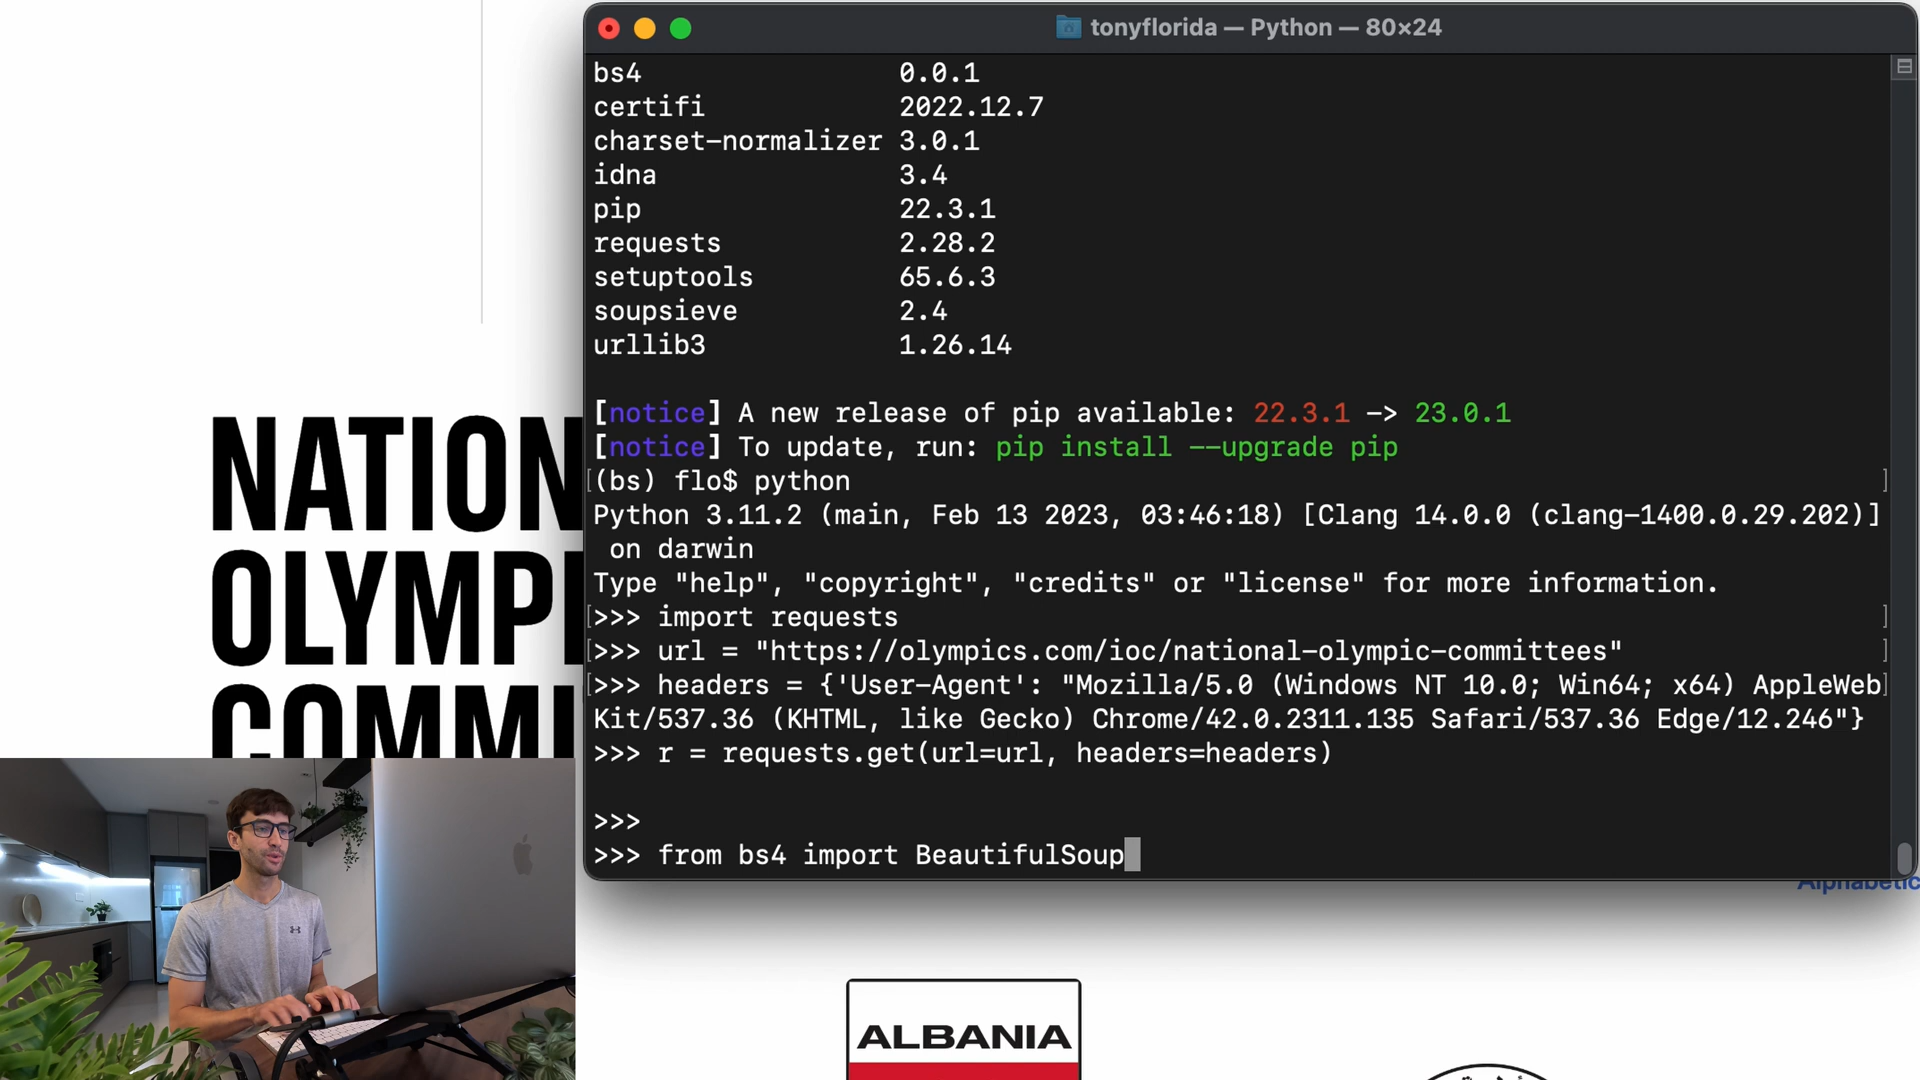 tonyflorida — Python — 80×24
bs4 0.0.1
certifi 2022.12.7
charset-normalizer 3.0.1
idna 3.4
pip 22.3.1
requests 2.28.2
setuptools 65.6.3
soupsieve 2.4
urllib3 1.26.14
[notice] A new release of pip available: 22.3.1 -> 23.0.1
[notice] To update, run: pip install --upgrade pip
(bs) flo$ python
Python 3.11.2 (main, Feb 13 2023, 03:46:18) [Clang 14.0.0 (clang-1400.0.29.202)]
on darwin
Type "help", "copyright", "credits" or "license" for more information.
>>> import requests
>>> url = "https://olympics.com/ioc/national-olympic-committees"
>>> headers = {'User-Agent': "Mozilla/5.0 (Windows NT 10.0; Win64; x64) AppleWeb
Kit/537.36 (KHTML, like Gecko) Chrome/42.0.2311.135 Safari/537.36 Edge/12.246"}
>>> r = requests.get(url=url, headers=headers)
>>>
>>> from bs4 import BeautifulSoup
NATION
OLYMP
COMMI
Alphabetic
ALBANIA